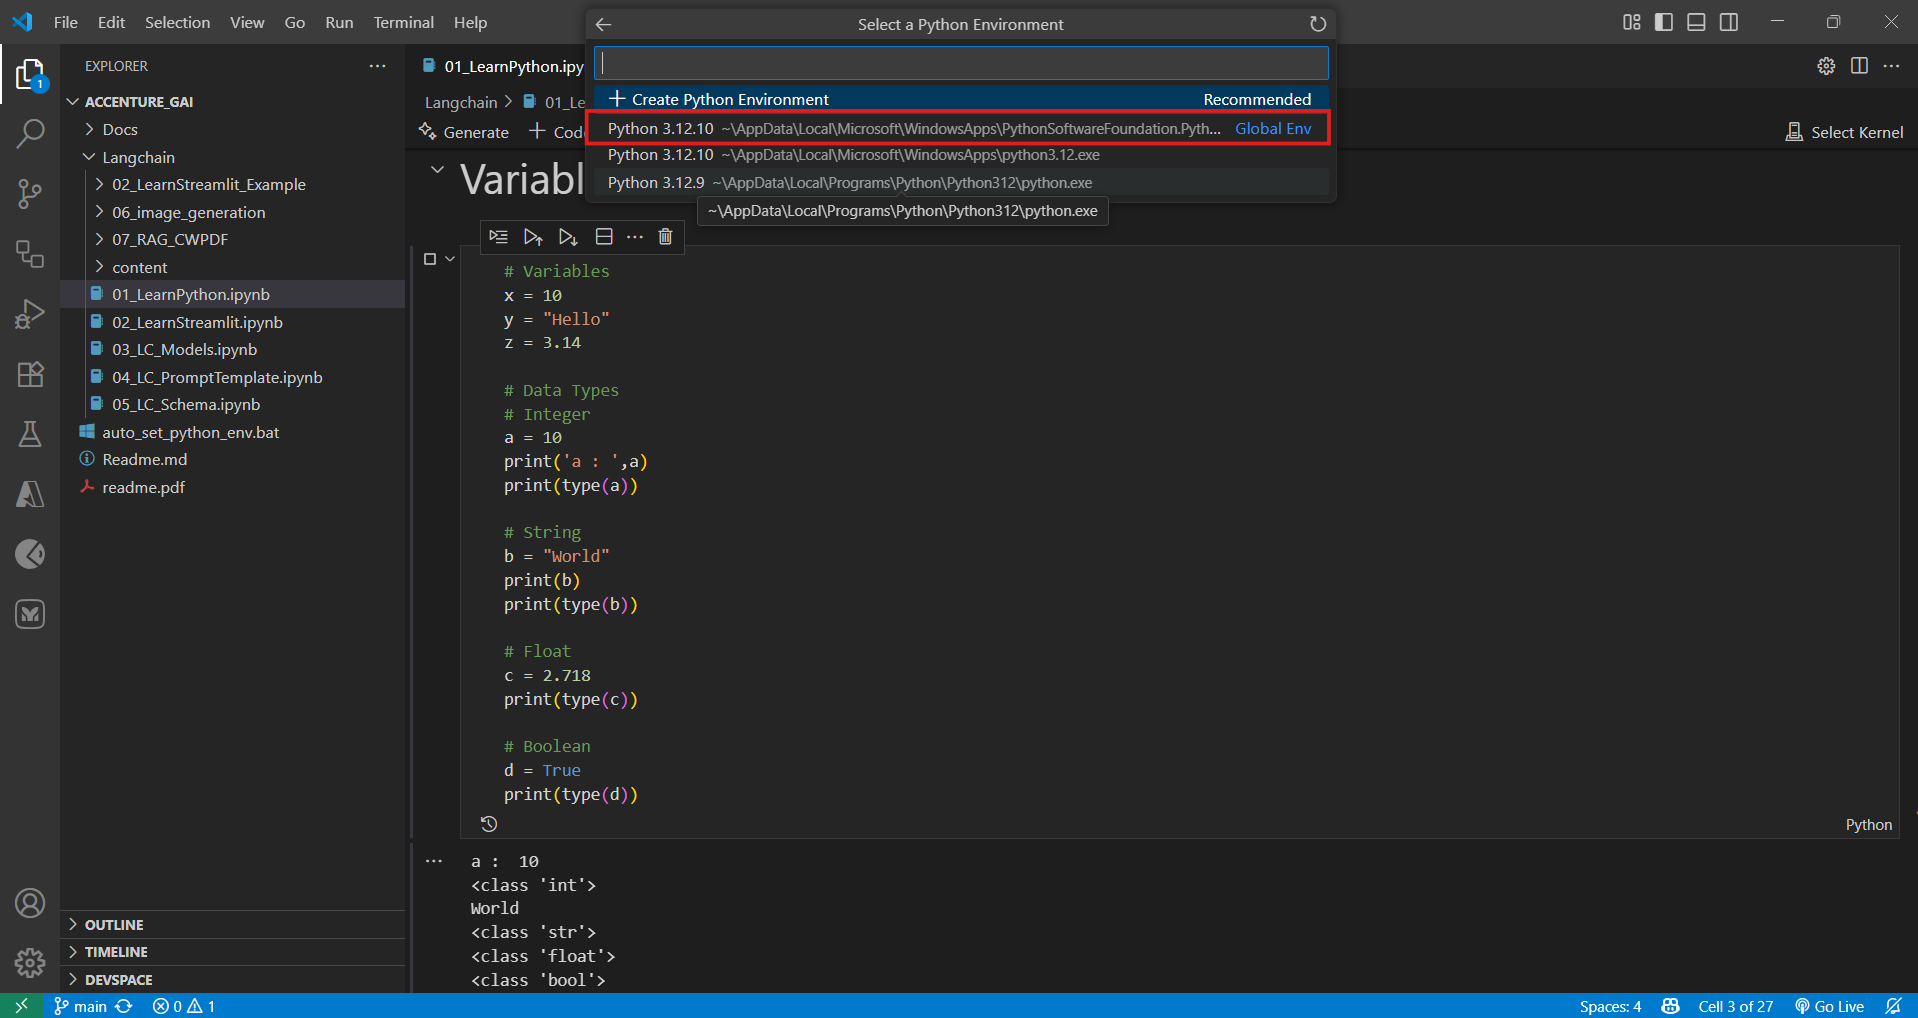 File Edit Selection View Go Run Terminal Help
Select a Python Environment
EXPLORER
ACCENTURE_GAI
Docs
Langchain
02_LearnStreamlit_Example
06_image_generation
07_RAG_CWPDF
content
01_LearnPython.ipynb
02_LearnStreamlit.ipynb
03_LC_Models.ipynb
04_LC_PromptTemplate.ipynb
05_LC_Schema.ipynb
auto_set_python_env.bat
Readme.md
readme.pdf
OUTLINE
TIMELINE
DEVSPACE
1
01_LearnPython.ipy
Langchain > 01_Le
Generate + Cod
Select Kernel
+ Create Python Environment Recommended
Python 3.12.10 ~\AppData\Local\Microsoft\WindowsApps\PythonSoftwareFoundation.Pyth... Global Env
Python 3.12.10 ~\AppData\Local\Microsoft\WindowsApps\python3.12.exe
Python 3.12.9 ~\AppData\Local\Programs\Python\Python312\python.exe
~\AppData\Local\Programs\Python\Python312\python.exe
Variabl
# Variables
x = 10
y = "Hello"
z = 3.14
# Data Types
# Integer
a = 10
print('a : ',a)
print(type(a))
# String
b = "World"
print(b)
print(type(b))
# Float
c = 2.718
print(type(c))
# Boolean
d = True
print(type(d))
Python
a :  10
<class 'int'>
World
<class 'str'>
<class 'float'>
<class 'bool'>
main 0 1 Spaces: 4 Cell 3 of 27 Go Live